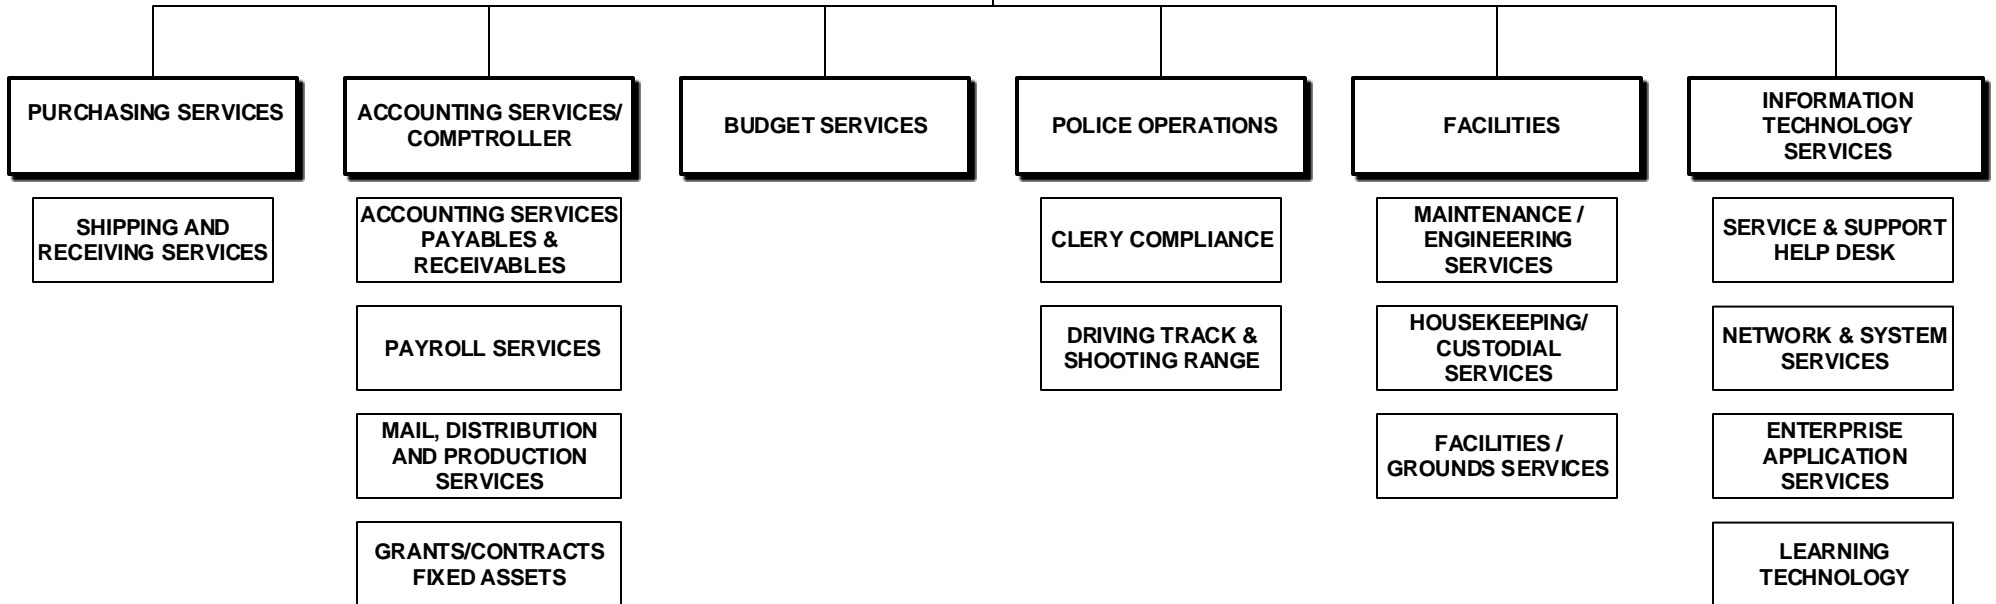 PURCHASING SERVICES
ACCOUNTING SERVICES/
COMPTROLLER
BUDGET SERVICES
POLICE OPERATIONS
FACILITIES
INFORMATION
TECHNOLOGY
SERVICES
SHIPPING AND
RECEIVING SERVICES
ACCOUNTING SERVICES
PAYABLES &
RECEIVABLES
CLERY COMPLIANCE
MAINTENANCE /
ENGINEERING
SERVICES
SERVICE & SUPPORT
HELP DESK
PAYROLL SERVICES
DRIVING TRACK &
SHOOTING RANGE
HOUSEKEEPING/
CUSTODIAL
SERVICES
NETWORK & SYSTEM
SERVICES
MAIL, DISTRIBUTION
AND PRODUCTION
SERVICES
FACILITIES /
GROUNDS SERVICES
ENTERPRISE
APPLICATION
SERVICES
GRANTS/CONTRACTS
FIXED ASSETS
LEARNING
TECHNOLOGY